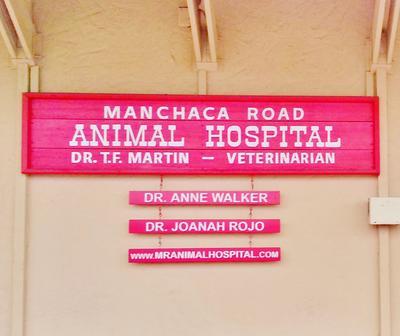 MANCHACA ROAD
ANIMAL HOSPITAL
DR. T.F. MARTIN — VETERINARIAN
DR. ANNE WALKER
DR. JOANAH ROJO
WWW.MRANIMALHOSPITAL.COM